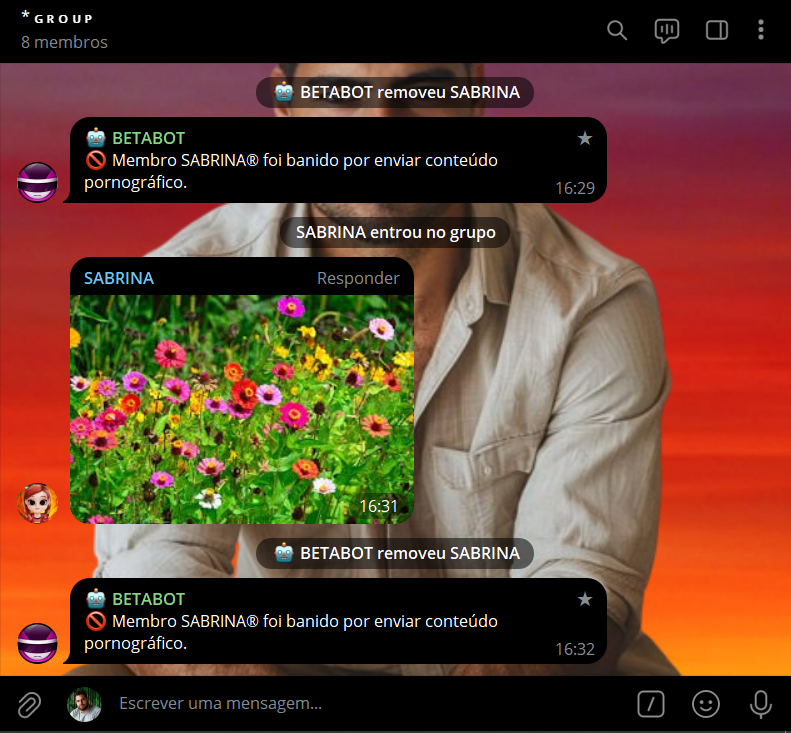 * GROUP
8 membros
🤖 BETABOT removeu SABRINA
🤖 BETABOT
🚫 Membro SABRINA® foi banido por enviar conteúdo
pornográfico.
16:29
SABRINA entrou no grupo
SABRINA Responder
16:31
🤖 BETABOT removeu SABRINA
🤖 BETABOT
🚫 Membro SABRINA® foi banido por enviar conteúdo
pornográfico.
16:32
Escrever uma mensagem...